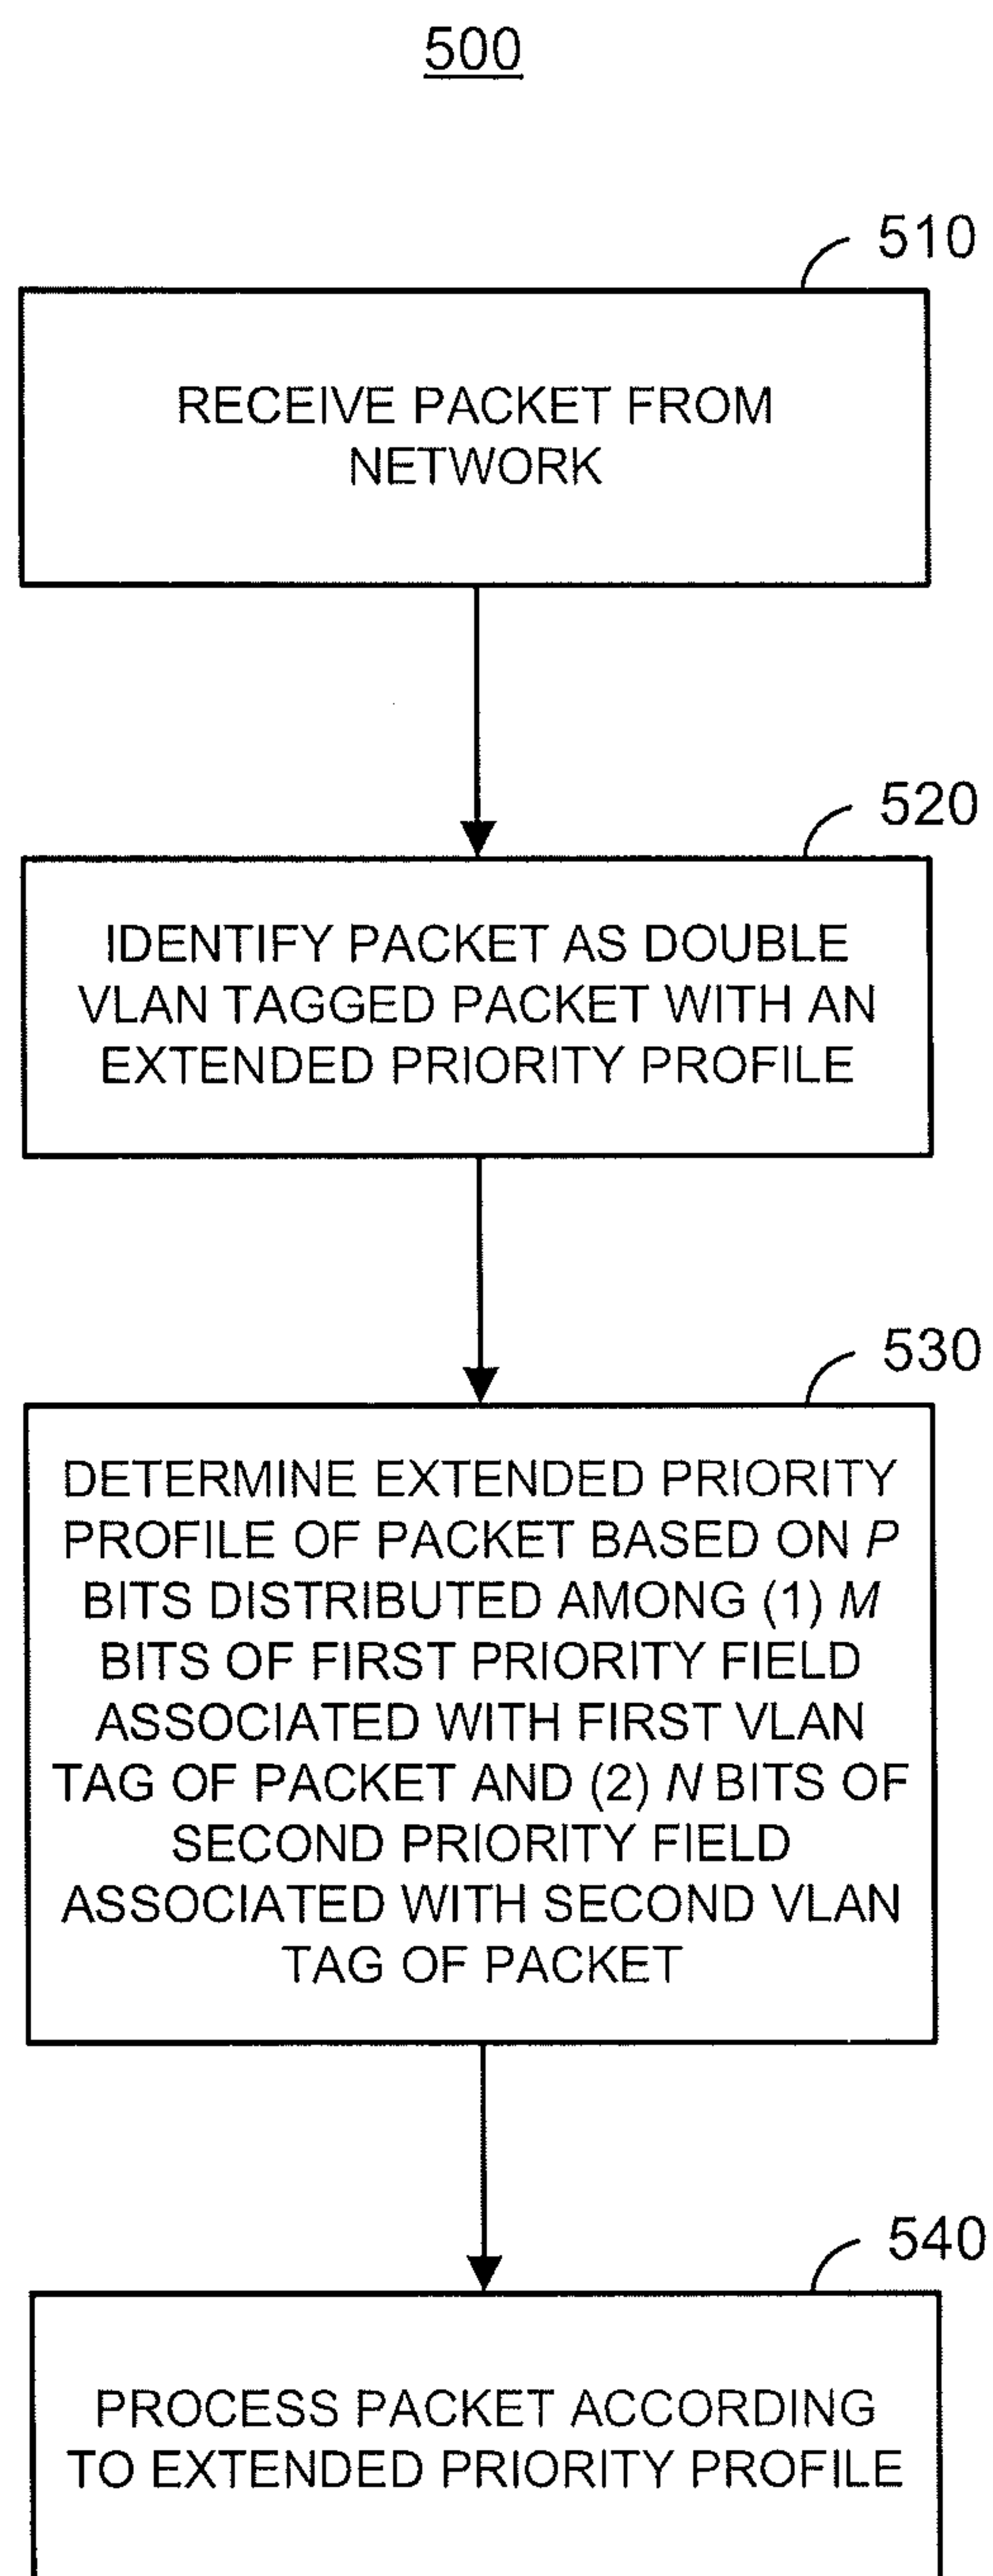 500
510
RECEIVE PACKET FROM
NETWORK
520
IDENTIFY PACKET AS DOUBLE
VLAN TAGGED PACKET WITH AN
EXTENDED PRIORITY PROFILE
530
DETERMINE EXTENDED PRIORITY
PROFILE OF PACKET BASED ON P
BITS DISTRIBUTED AMONG (1) M
BITS OF FIRST PRIORITY FIELD
ASSOCIATED WITH FIRST VLAN
TAG OF PACKET AND (2) N BITS OF
SECOND PRIORITY FIELD
ASSOCIATED WITH SECOND VLAN
TAG OF PACKET
540
PROCESS PACKET ACCORDING
TO EXTENDED PRIORITY PROFILE